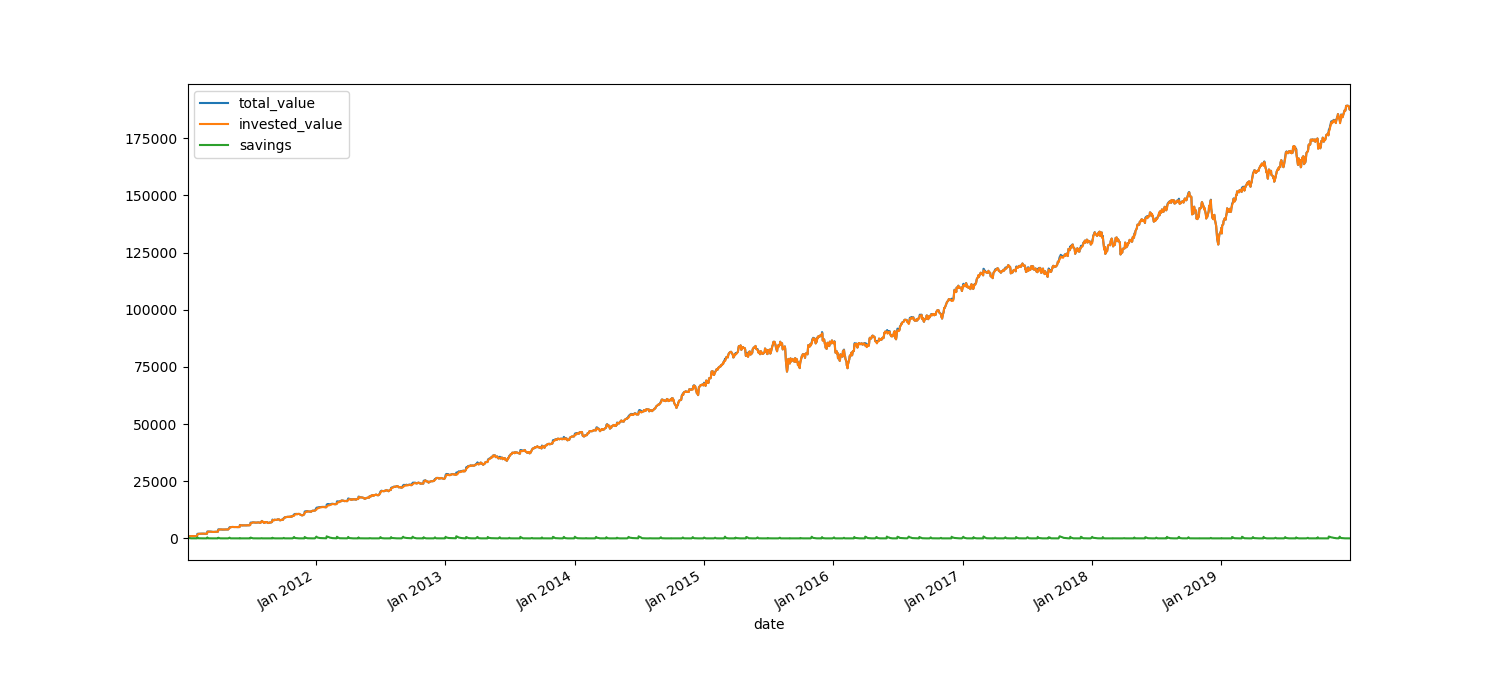 total_value
invested_value
savings
175000
150000
125000
100000
75000
50000
25000
0
Jan 2012
Jan 2013
Jan 2014
Jan 2015
Jan 2016
Jan 2017
Jan 2018
Jan 2019
date